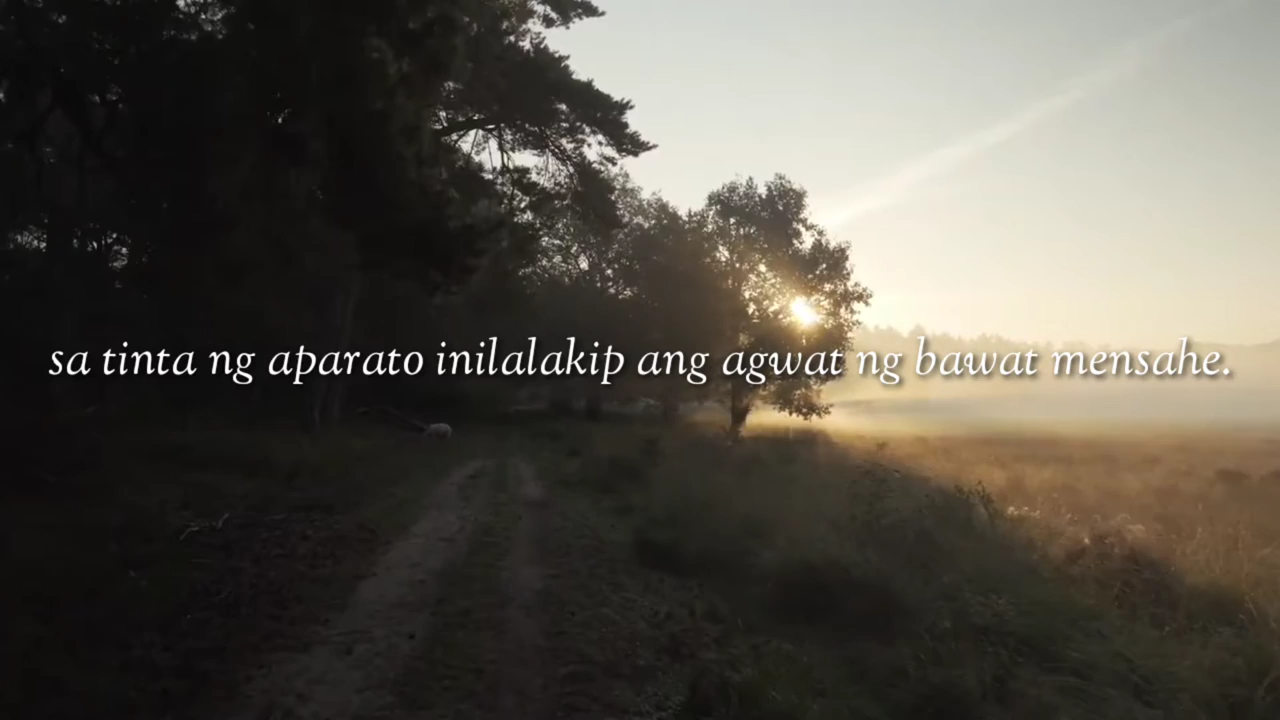 sa tinta ng aparato inilalakip ang agwat ng bawat mensahe.